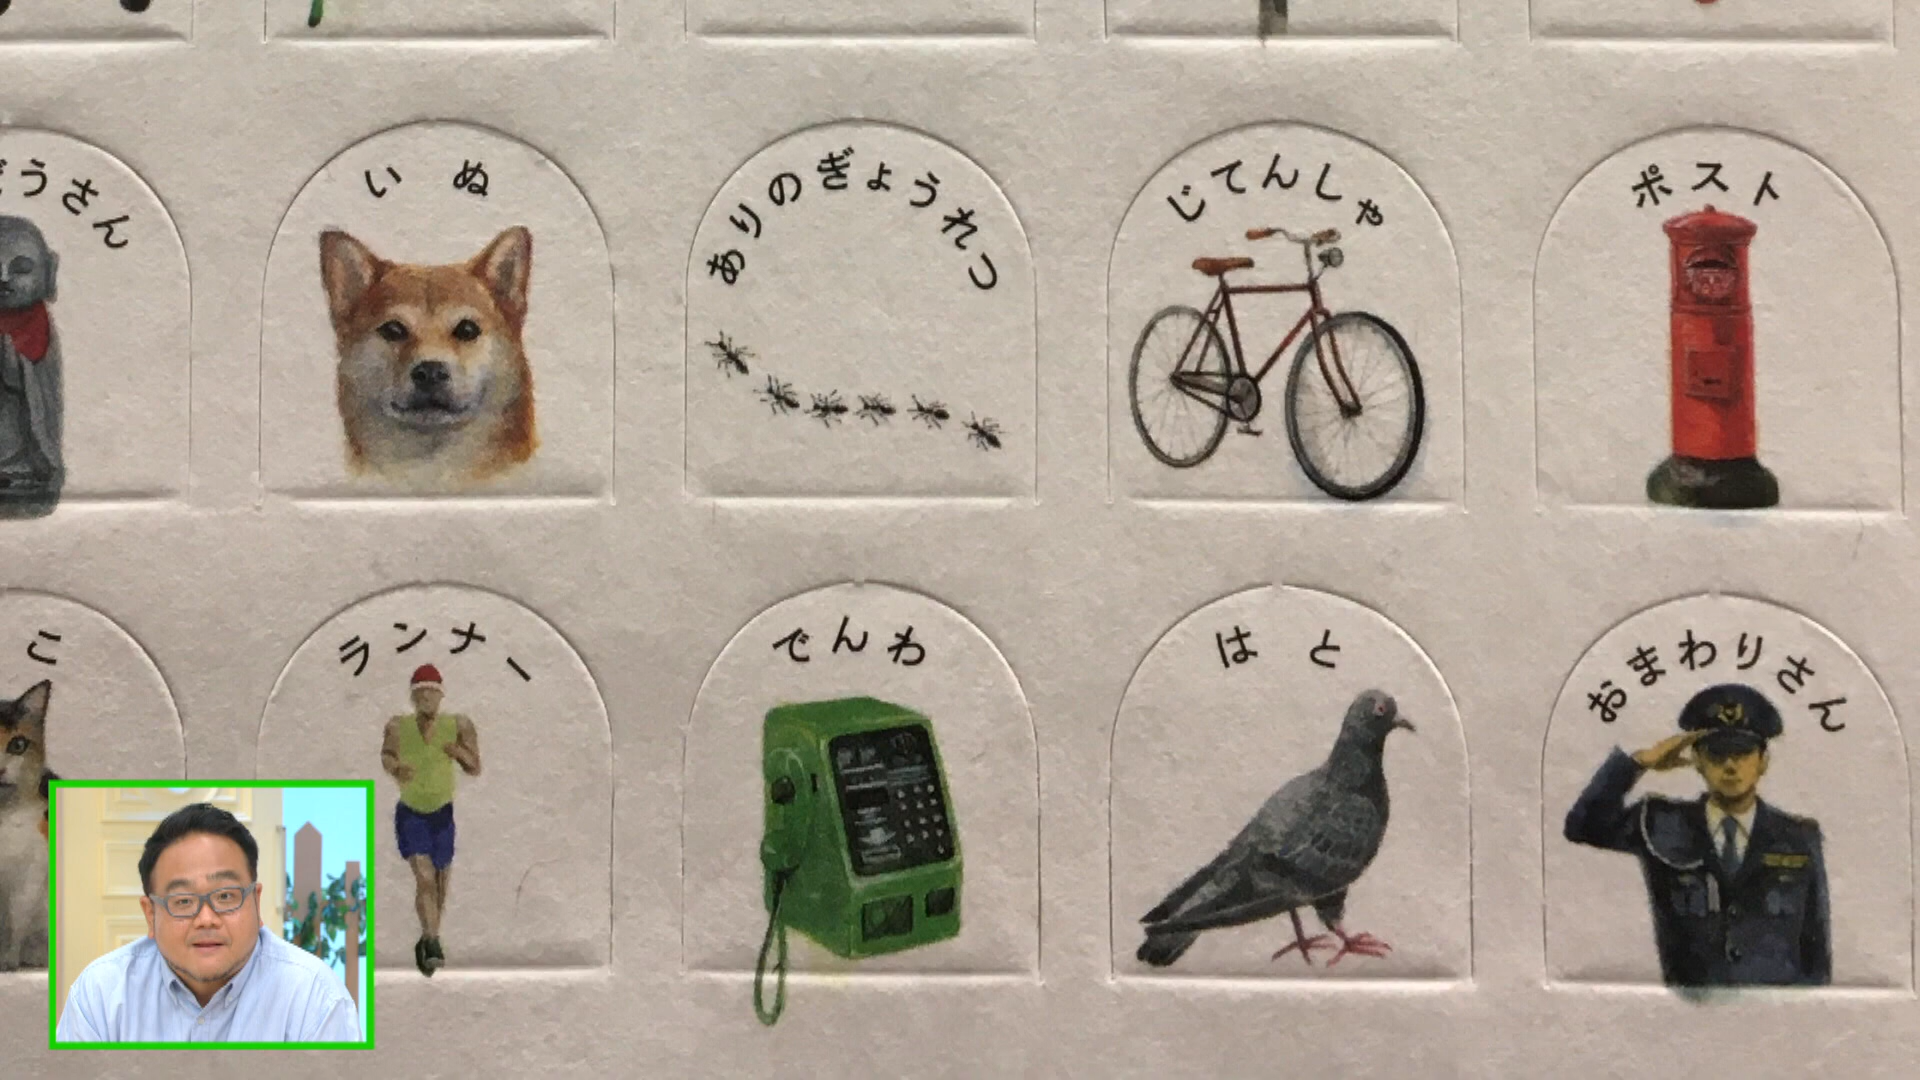 ぞうさん
いぬ
ありのぎょうれつ
じてんしゃ
ポスト
こ
ランナー
でんわ
はと
おまわりさん